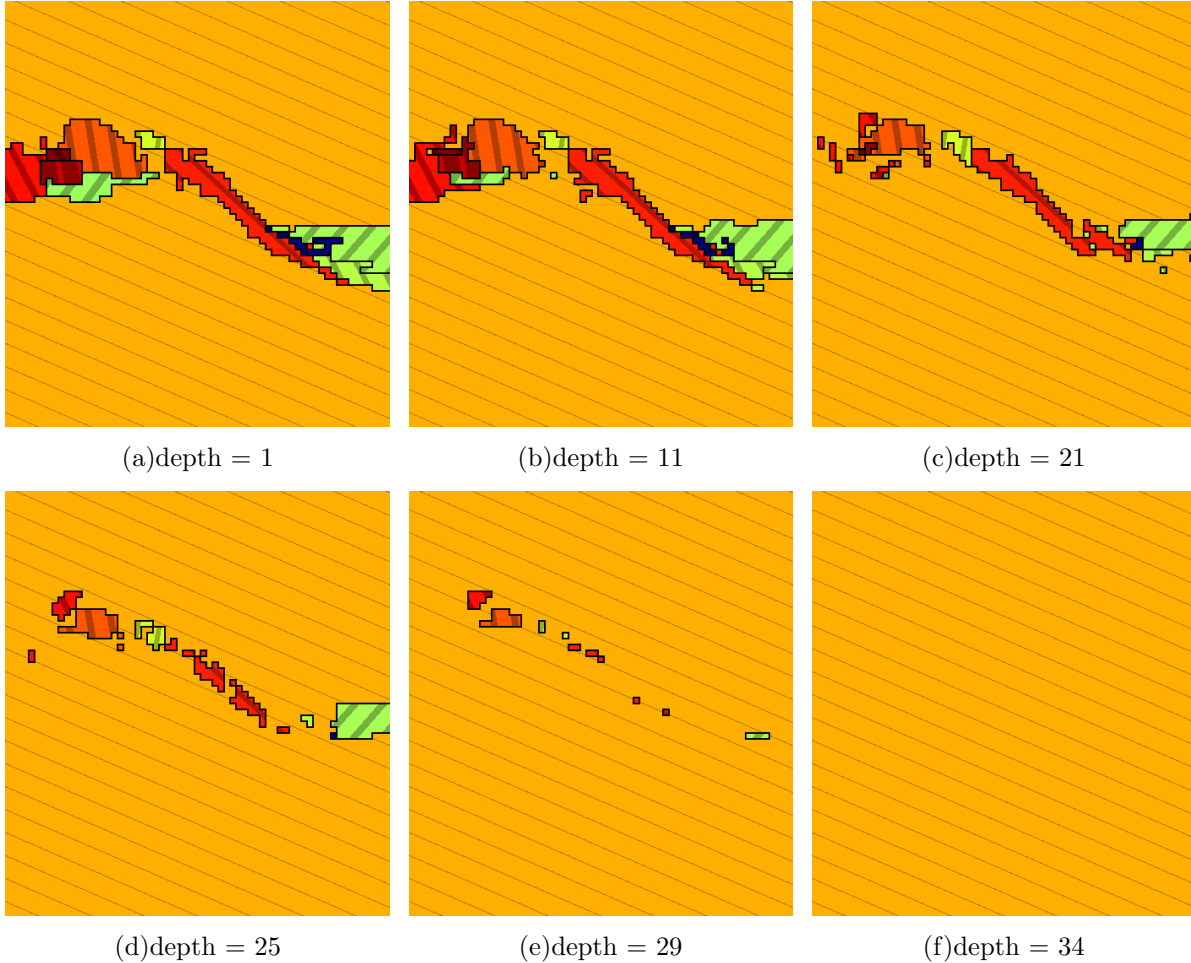 (a)depth = 1
(b)depth = 11
(c)depth = 21
(d)depth = 25
(e)depth = 29
(f)depth = 34